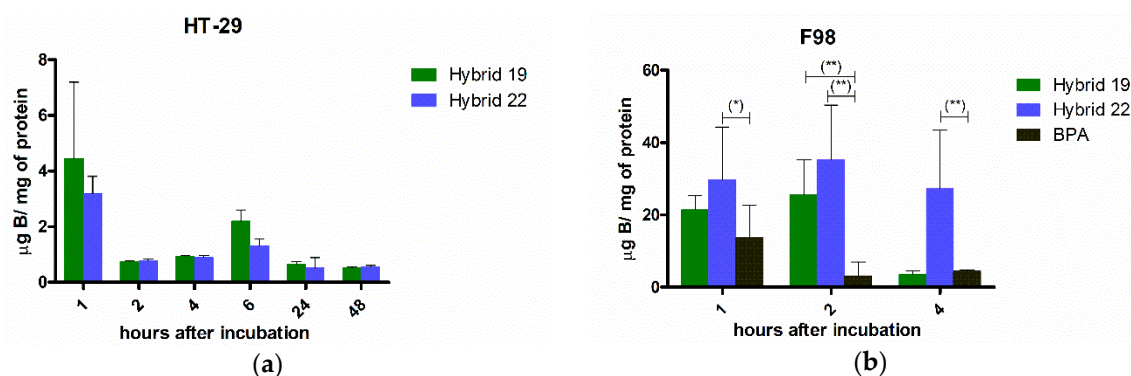 HT-29
8
6
4
2
0
μg B/ mg of protein
1
2
4
6
24
48
hours after incubation
Hybrid 19
Hybrid 22
(a)
F98
60
40
20
0
μg B/ mg of protein
(*)
(**)
(**)
(**)
1
2
4
hours after incubation
Hybrid 19
Hybrid 22
BPA
(b)